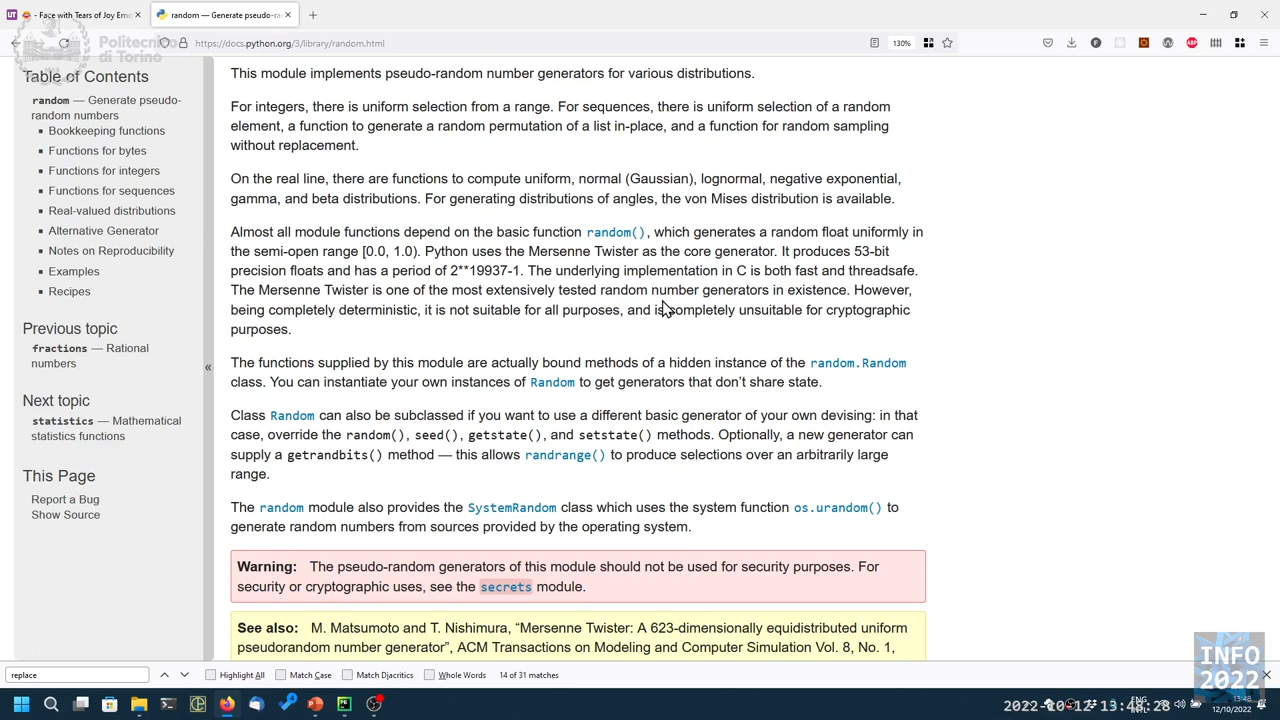 - Face with Tears of Joy Emo
random — Generate pseudo-ra
Politecnico
di Torino
https://docs.python.org/3/library/random.html
130%
Table of Contents
random — Generate pseudo-
random numbers
Bookkeeping functions
Functions for bytes
Functions for integers
Functions for sequences
Real-valued distributions
Alternative Generator
Notes on Reproducibility
Examples
Recipes
Previous topic
fractions — Rational
numbers
Next topic
statistics — Mathematical
statistics functions
This Page
Report a Bug
Show Source
«
This module implements pseudo-random number generators for various distributions.
For integers, there is uniform selection from a range. For sequences, there is uniform selection of a random
element, a function to generate a random permutation of a list in-place, and a function for random sampling
without replacement.
On the real line, there are functions to compute uniform, normal (Gaussian), lognormal, negative exponential,
gamma, and beta distributions. For generating distributions of angles, the von Mises distribution is available.
Almost all module functions depend on the basic function random(), which generates a random float uniformly in
the semi-open range [0.0, 1.0). Python uses the Mersenne Twister as the core generator. It produces 53-bit
precision floats and has a period of 2**19937-1. The underlying implementation in C is both fast and threadsafe.
The Mersenne Twister is one of the most extensively tested random number generators in existence. However,
being completely deterministic, it is not suitable for all purposes, and is completely unsuitable for cryptographic
purposes.
The functions supplied by this module are actually bound methods of a hidden instance of the random.Random
class. You can instantiate your own instances of Random to get generators that don't share state.
Class Random can also be subclassed if you want to use a different basic generator of your own devising: in that
case, override the random(), seed(), getstate(), and setstate() methods. Optionally, a new generator can
supply a getrandbits() method — this allows randrange() to produce selections over an arbitrarily large
range.
The random module also provides the SystemRandom class which uses the system function os.urandom() to
generate random numbers from sources provided by the operating system.
Warning: The pseudo-random generators of this module should not be used for security purposes. For
security or cryptographic uses, see the secrets module.
See also: M. Matsumoto and T. Nishimura, "Mersenne Twister: A 623-dimensionally equidistributed uniform
pseudorandom number generator", ACM Transactions on Modeling and Computer Simulation Vol. 8, No. 1,
replace
Highlight All
Match Case
Match Diacritics
Whole Words
14 of 31 matches
INFO
2022
ENG
INTL
2022-10-12 13:48:28
13:48
12/10/2022